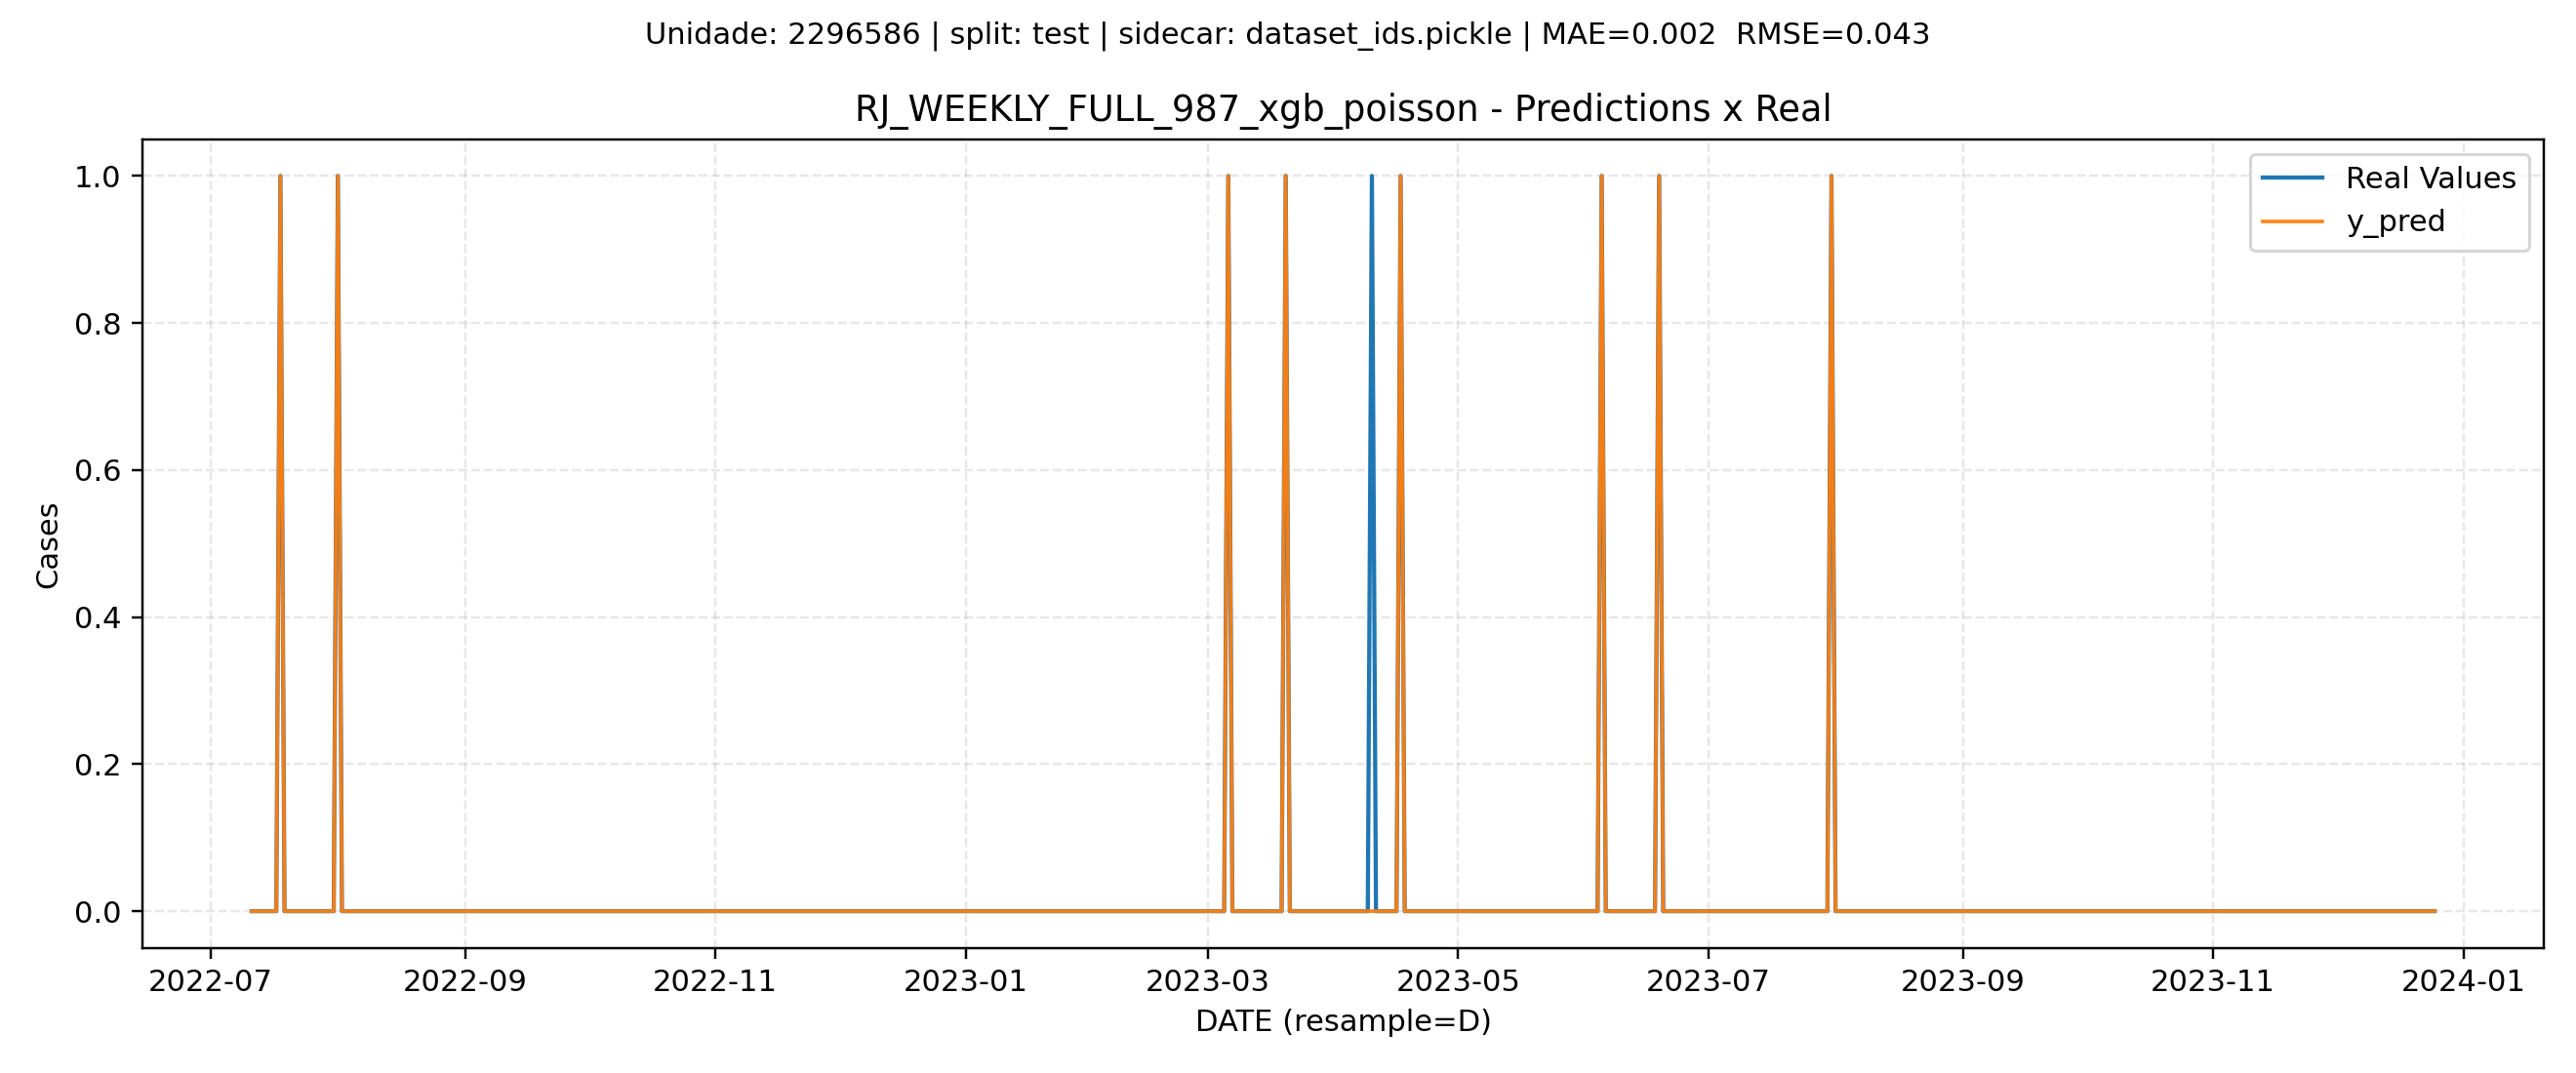 Unidade: 2296586 | split: test | sidecar: dataset_ids.pickle | MAE=0.002  RMSE=0.043
RJ_WEEKLY_FULL_987_xgb_poisson - Predictions x Real
Real Values
y_pred
Cases
1.0
0.8
0.6
0.4
0.2
0.0
2022-07
2022-09
2022-11
2023-01
2023-03
2023-05
2023-07
2023-09
2023-11
2024-01
DATE (resample=D)